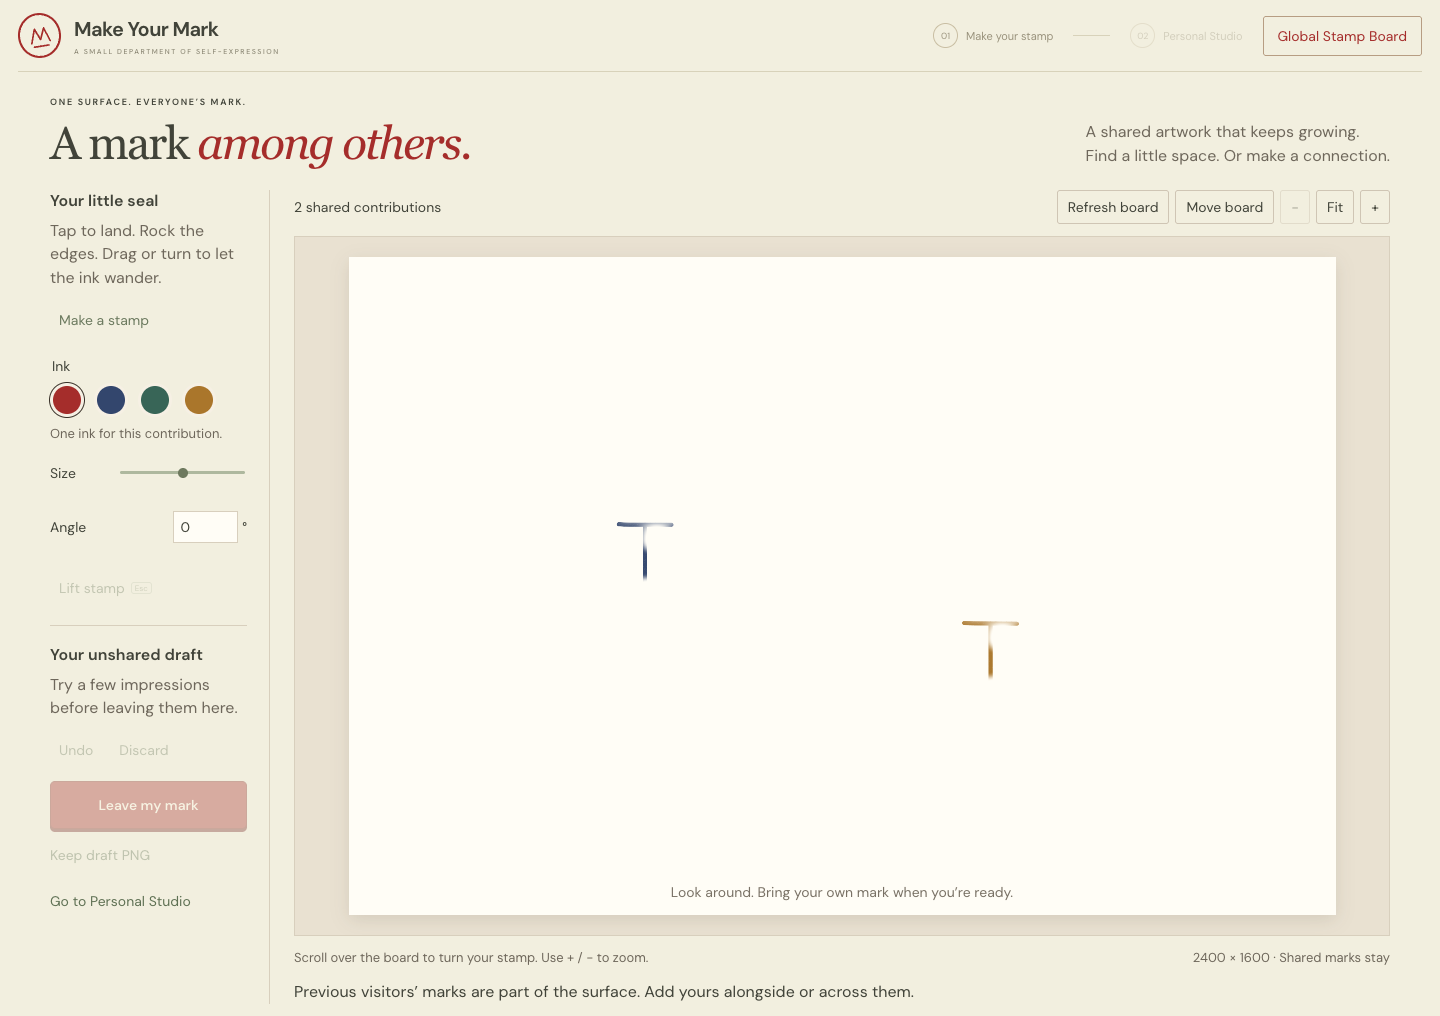 Make Your Mark
A SMALL DEPARTMENT OF SELF-EXPRESSION
01 Make your stamp
02 Personal Studio
Global Stamp Board
ONE SURFACE. EVERYONE'S MARK.
A mark among others.
A shared artwork that keeps growing.
Find a little space. Or make a connection.
Your little seal
Tap to land. Rock the
edges. Drag or turn to let
the ink wander.
Make a stamp
Ink
One ink for this contribution.
Size
Angle
0 °
Lift stamp Esc
Your unshared draft
Try a few impressions
before leaving them here.
Undo Discard
Leave my mark
Keep draft PNG
Go to Personal Studio
2 shared contributions
Refresh board
Move board
−
Fit
+
T
T
Look around. Bring your own mark when you’re ready.
Scroll over the board to turn your stamp. Use + / − to zoom.
2400 × 1600 · Shared marks stay
Previous visitors’ marks are part of the surface. Add yours alongside or across them.